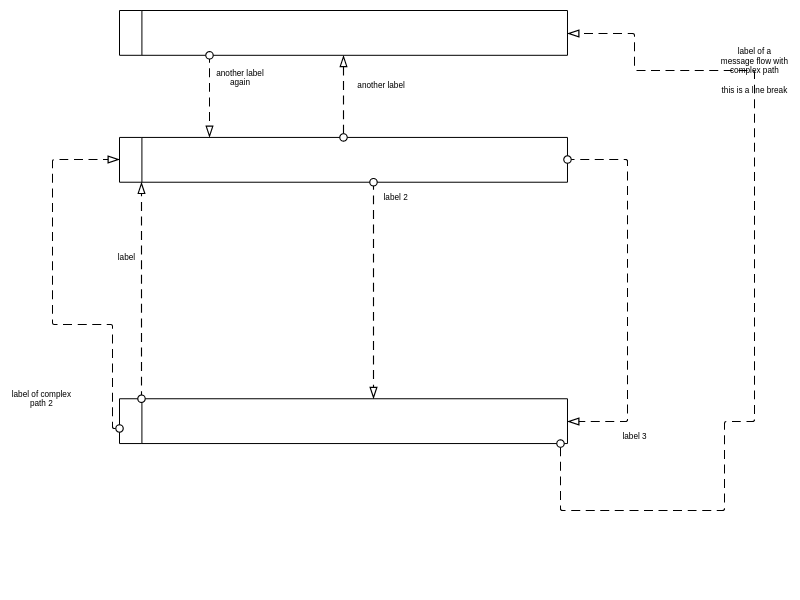 label of a
message flow with
complex path
this is a line break
another label
again
another label
label 2
label
label of complex
path 2
label 3